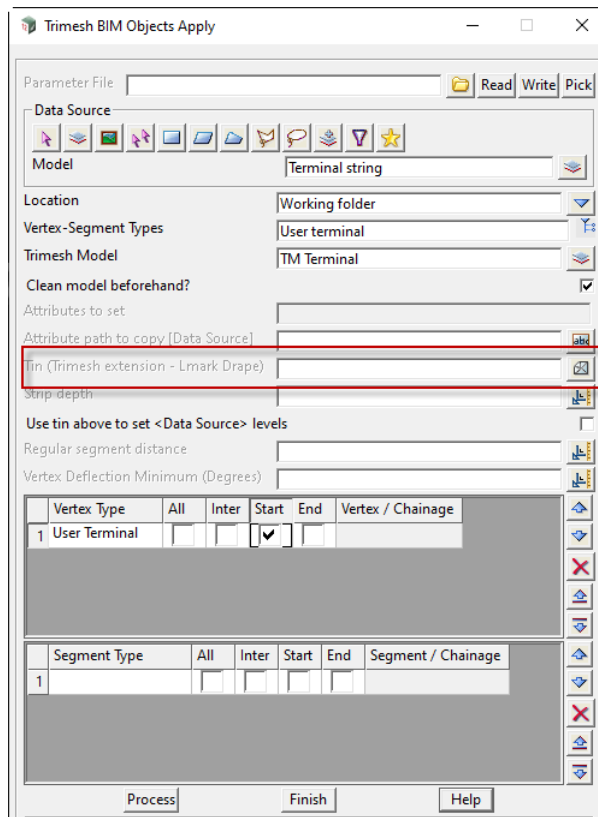 Trimesh BIM Objects Apply
Parameter File Read Write Pick
Data Source
Model Terminal string
Location Working folder
Vertex-Segment Types User terminal
Trimesh Model TM Terminal
Clean model beforehand?
Attributes to set
Attribute path to copy [Data Source] abc
Tin (Trimesh extension - Lmark Drape)
Strip depth
Use tin above to set <Data Source> levels
Regular segment distance
Vertex Deflection Minimum (Degrees)
Vertex Type All Inter Start End Vertex / Chainage
1 User Terminal
Segment Type All Inter Start End Segment / Chainage
1
Process Finish Help